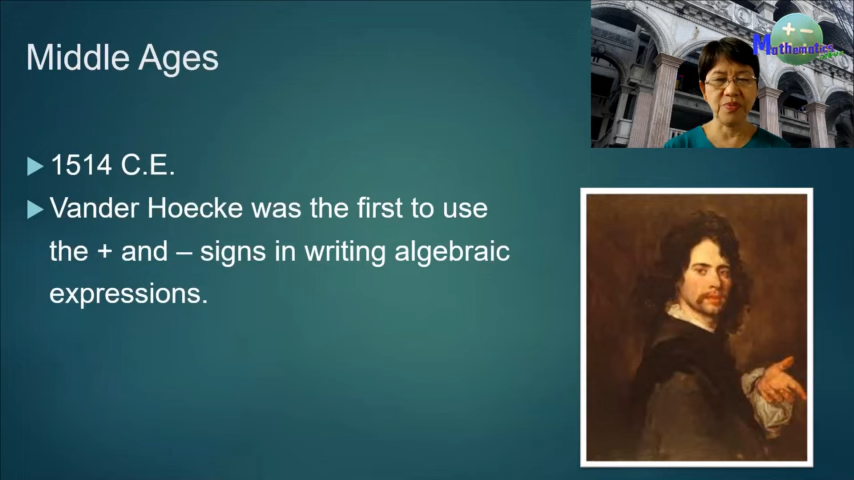 Middle Ages
1514 C.E.
Vander Hoecke was the first to use
the + and – signs in writing algebraic
expressions.
+ −
Mathematics